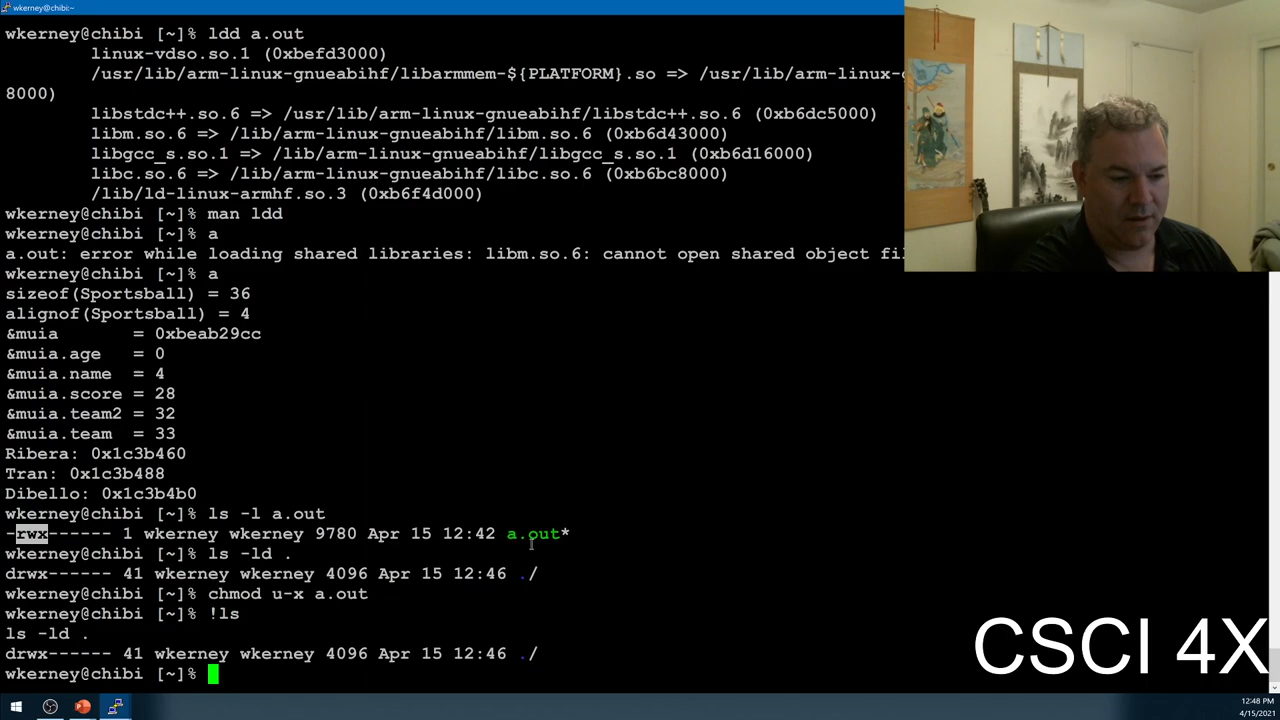 wkerney@chibi:~
wkerney@chibi [~]% ldd a.out
linux-vdso.so.1 (0xbefd3000)
/usr/lib/arm-linux-gnueabihf/libarmmem-${PLATFORM}.so => /usr/lib/arm-linux-
8000)
libstdc++.so.6 => /usr/lib/arm-linux-gnueabihf/libstdc++.so.6 (0xb6dc5000)
libm.so.6 => /lib/arm-linux-gnueabihf/libm.so.6 (0xb6d43000)
libgcc_s.so.1 => /lib/arm-linux-gnueabihf/libgcc_s.so.1 (0xb6d16000)
libc.so.6 => /lib/arm-linux-gnueabihf/libc.so.6 (0xb6bc8000)
/lib/ld-linux-armhf.so.3 (0xb6f4d000)
wkerney@chibi [~]% man ldd
wkerney@chibi [~]% a
a.out: error while loading shared libraries: libm.so.6: cannot open shared object fi
wkerney@chibi [~]% a
sizeof(Sportsball) = 36
alignof(Sportsball) = 4
&muia = 0xbeab29cc
&muia.age = 0
&muia.name = 4
&muia.score = 28
&muia.team2 = 32
&muia.team = 33
Ribera: 0x1c3b460
Tran: 0x1c3b488
Dibello: 0x1c3b4b0
wkerney@chibi [~]% ls -l a.out
-rwx------ 1 wkerney wkerney 9780 Apr 15 12:42 a.out*
wkerney@chibi [~]% ls -ld .
drwx------ 41 wkerney wkerney 4096 Apr 15 12:46 ./
wkerney@chibi [~]% chmod u-x a.out
wkerney@chibi [~]% !ls
ls -ld .
drwx------ 41 wkerney wkerney 4096 Apr 15 12:46 ./
wkerney@chibi [~]%
CSCI 4X
12:48 PM
4/15/2021